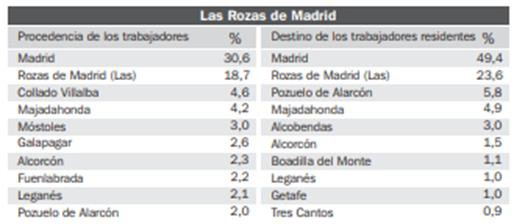 Las Rozas de Madrid
Procedencia de los trabajadores % Destino de los trabajadores residentes %
Madrid 30,6 Madrid 49,4
Rozas de Madrid (Las) 18,7 Rozas de Madrid (Las) 23,6
Collado Villalba 4,6 Pozuelo de Alarcón 5,8
Majadahonda 4,2 Majadahonda 4,9
Móstoles 3,0 Alcobendas 3,0
Galapagar 2,6 Alcorcón 1,5
Alcorcón 2,3 Boadilla del Monte 1,1
Fuenlabrada 2,2 Leganés 1,0
Leganés 2,1 Getafe 1,0
Pozuelo de Alarcón 2,0 Tres Cantos 0,9